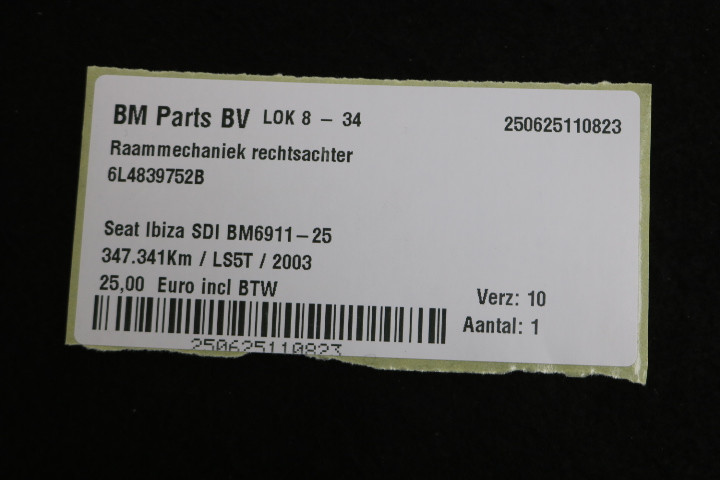 BM Parts BV LOK 8 - 34
250625110823
Raammechaniek rechtsachter
6L4839752B
Seat Ibiza SDI BM6911-25
347.341Km / LS5T / 2003
25,00 Euro incl BTW
Verz: 10
Aantal: 1
250625110823